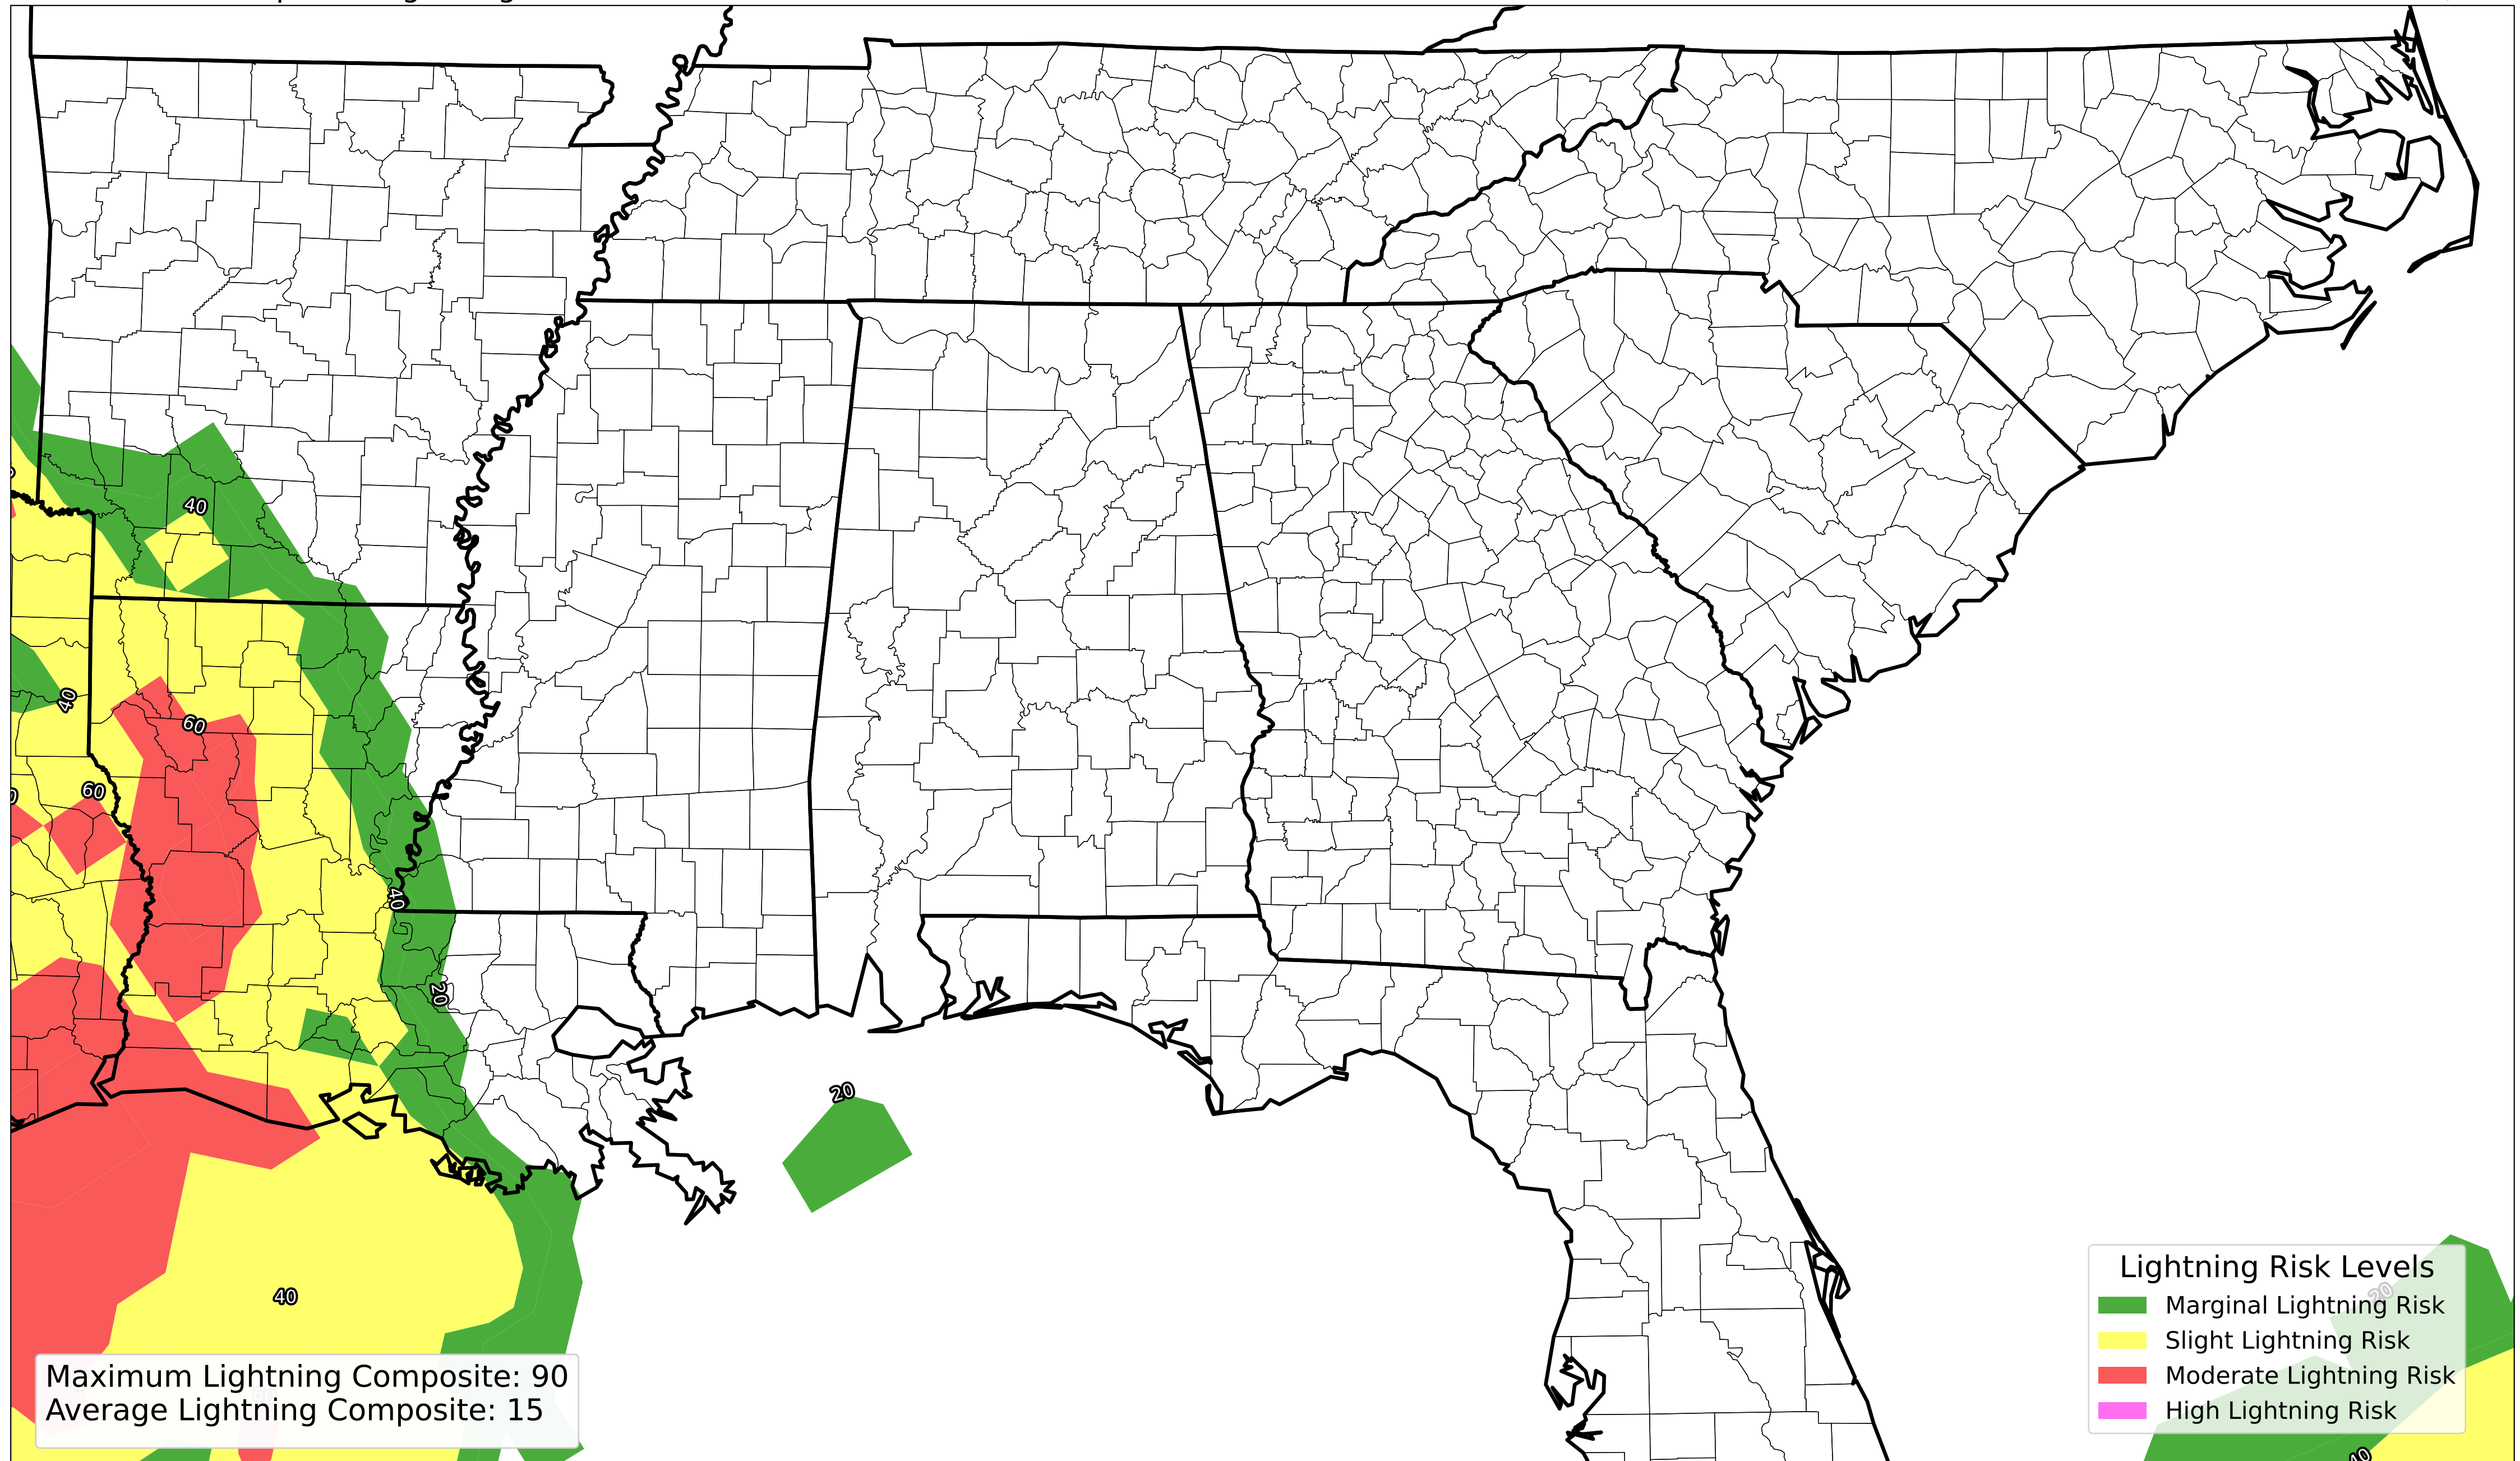 40
40
60
60
40
20
20
40
20
40
Maximum Lightning Composite: 90
Average Lightning Composite: 15
Lightning Risk Levels
Marginal Lightning Risk
Slight Lightning Risk
Moderate Lightning Risk
High Lightning Risk